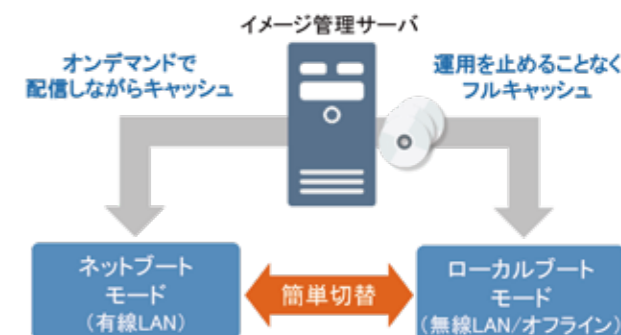 イメージ管理サーバ
オンデマンドで
配信しながらキャッシュ
運用を止めることなく
フルキャッシュ
ネットブート
モード
(有線LAN)
簡単切替
ローカルブート
モード
(無線LAN/オフライン)